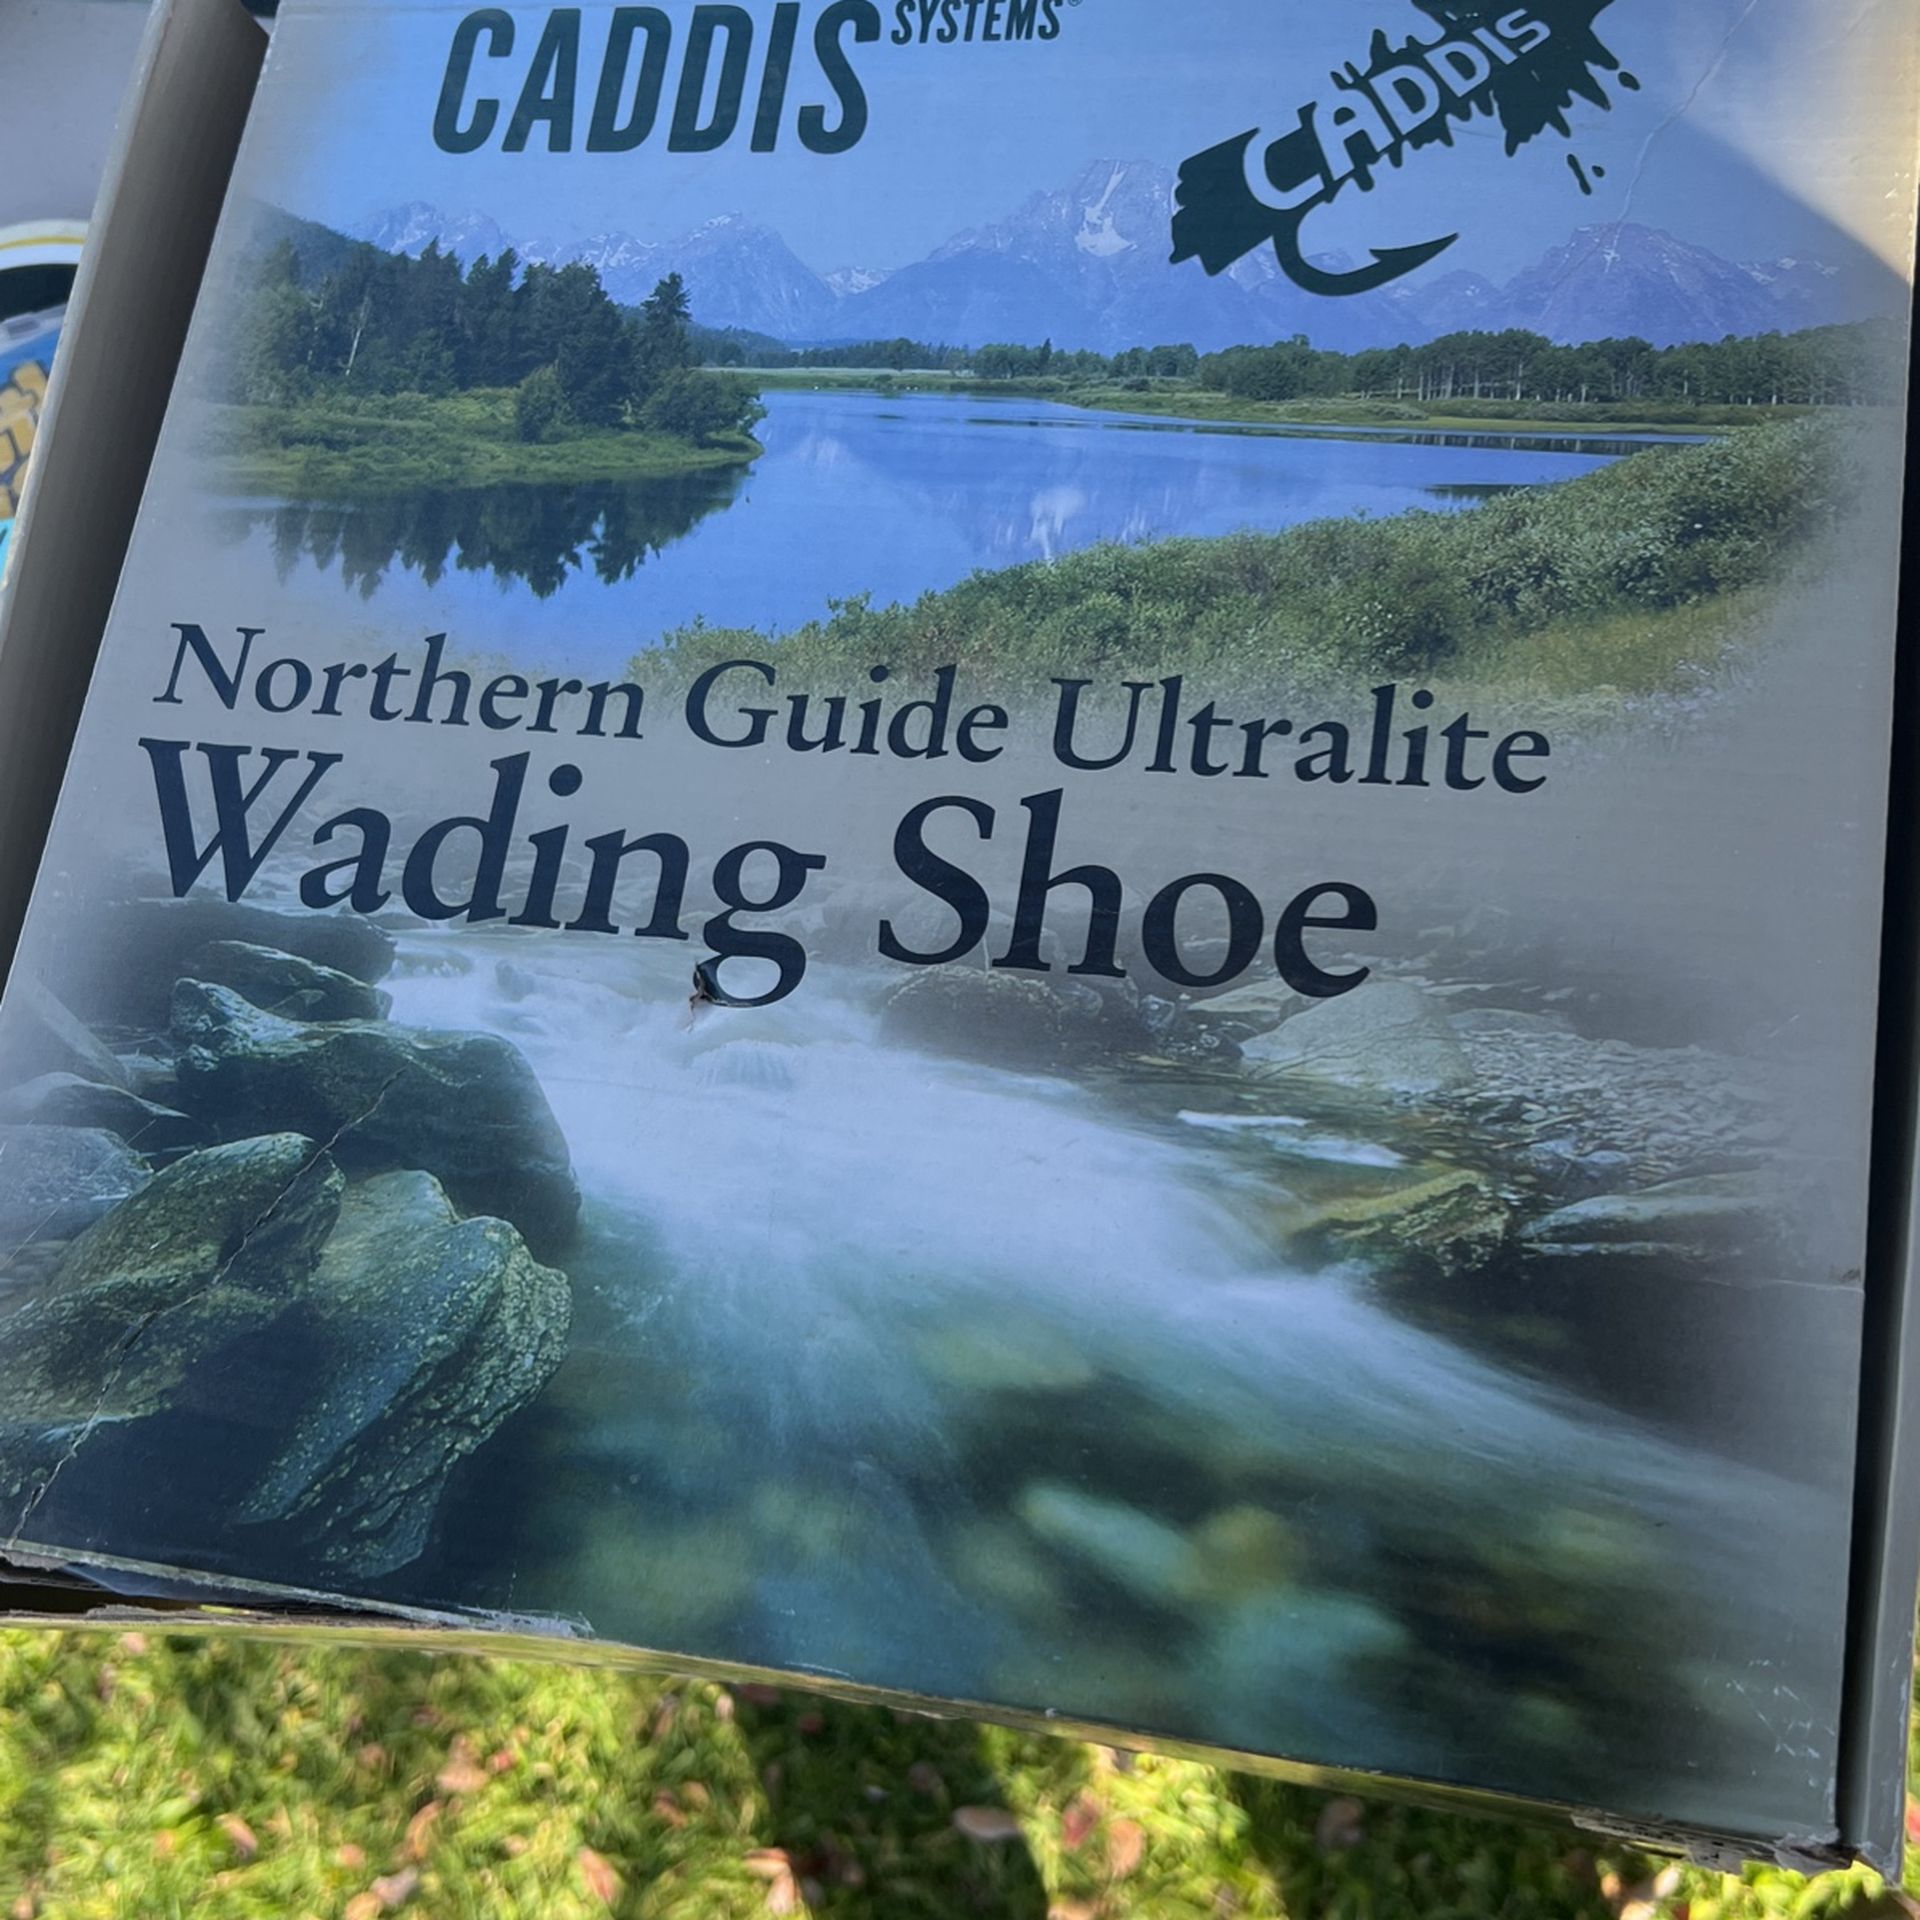 CADDIS SYSTEMS®
CADDIS
Northern Guide Ultralite
Wading Shoe